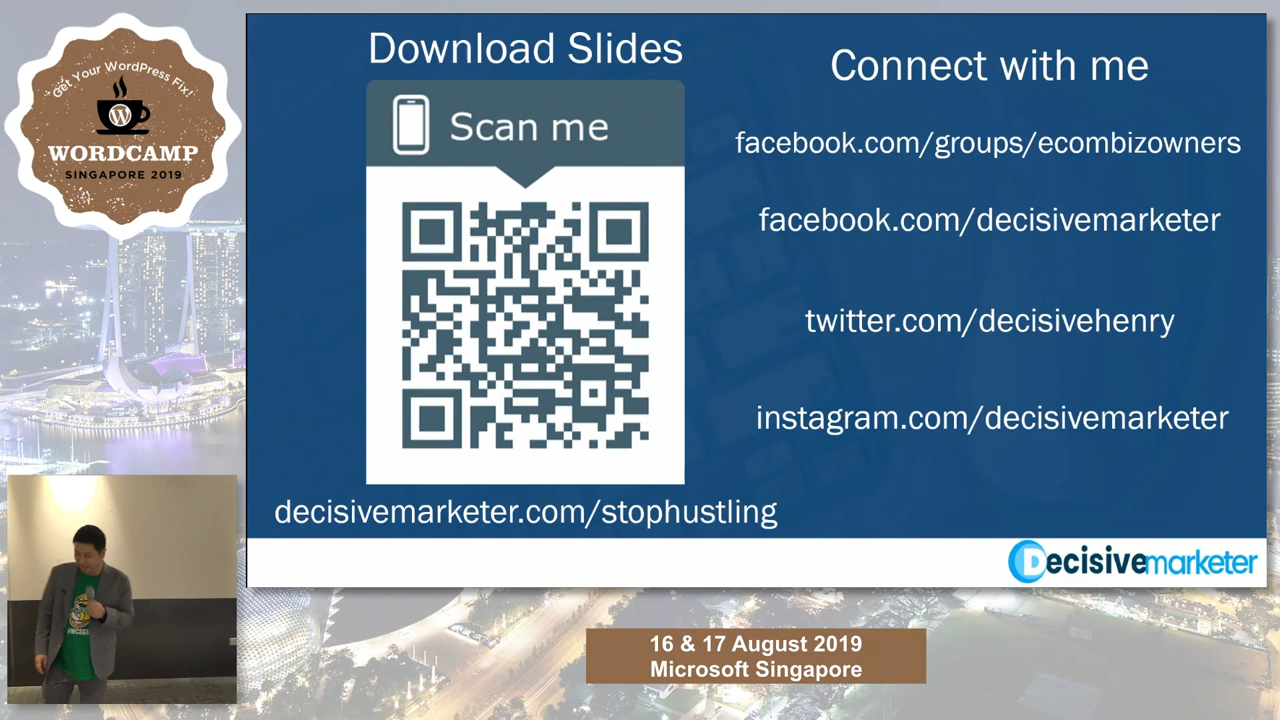 Get Your WordPress Fix!
WORDCAMP
SINGAPORE 2019
Download Slides
Scan me
decisivemarketer.com/stophustling
Connect with me
facebook.com/groups/ecombizowners
facebook.com/decisivemarketer
twitter.com/decisivehenry
instagram.com/decisivemarketer
Decisivemarketer
16 & 17 August 2019
Microsoft Singapore